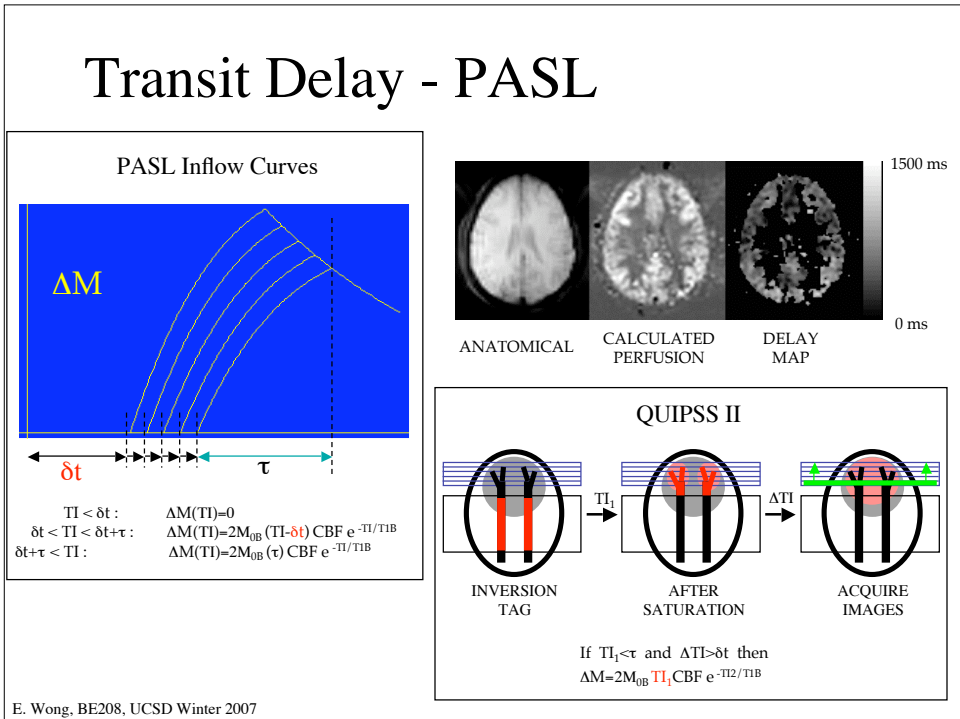 Transit Delay - PASL
PASL Inflow Curves
ΔM
δt
τ
TI < δt : ΔM(TI)=0
δt < TI < δt+τ : ΔM(TI)=2M0B (TI-δt) CBF e -TI/T1B
δt+τ < TI : ΔM(TI)=2M0B (τ) CBF e -TI/T1B
1500 ms
0 ms
ANATOMICAL
CALCULATED
PERFUSION
DELAY
MAP
QUIPSS II
TI1
ΔTI
INVERSION
TAG
AFTER
SATURATION
ACQUIRE
IMAGES
If TI1<τ and ΔTI>δt then
ΔM=2M0B TI1CBF e -TI2/T1B
E. Wong, BE208, UCSD Winter 2007